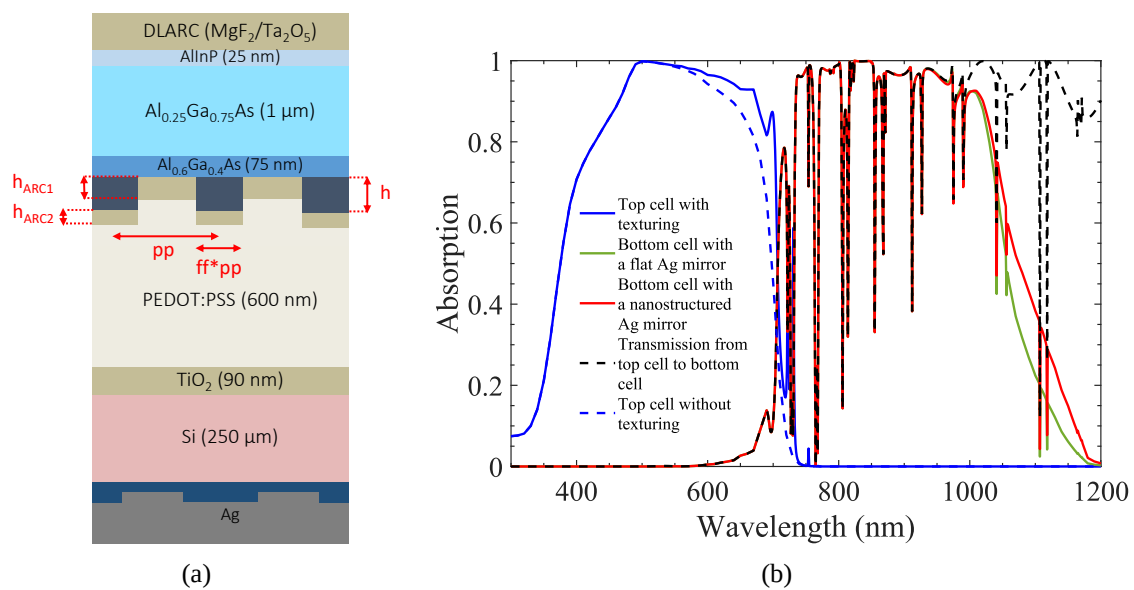 DLARC (MgF₂/Ta₂O₅)
AlInP (25 nm)
Al₀.₂₅Ga₀.₇₅As (1 µm)
Al₀.₆Ga₀.₄As (75 nm)
h_ARC1
h
h_ARC2
pp
ff*pp
PEDOT:PSS (600 nm)
TiO₂ (90 nm)
Si (250 µm)
Ag
(a)
Absorption
1
0.8
0.6
0.4
0.2
0
400
600
800
1000
1200
Wavelength (nm)
Top cell with
texturing
Bottom cell with
a flat Ag mirror
Bottom cell with
a nanostructured
Ag mirror
Transmission from
top cell to bottom
cell
Top cell without
texturing
(b)